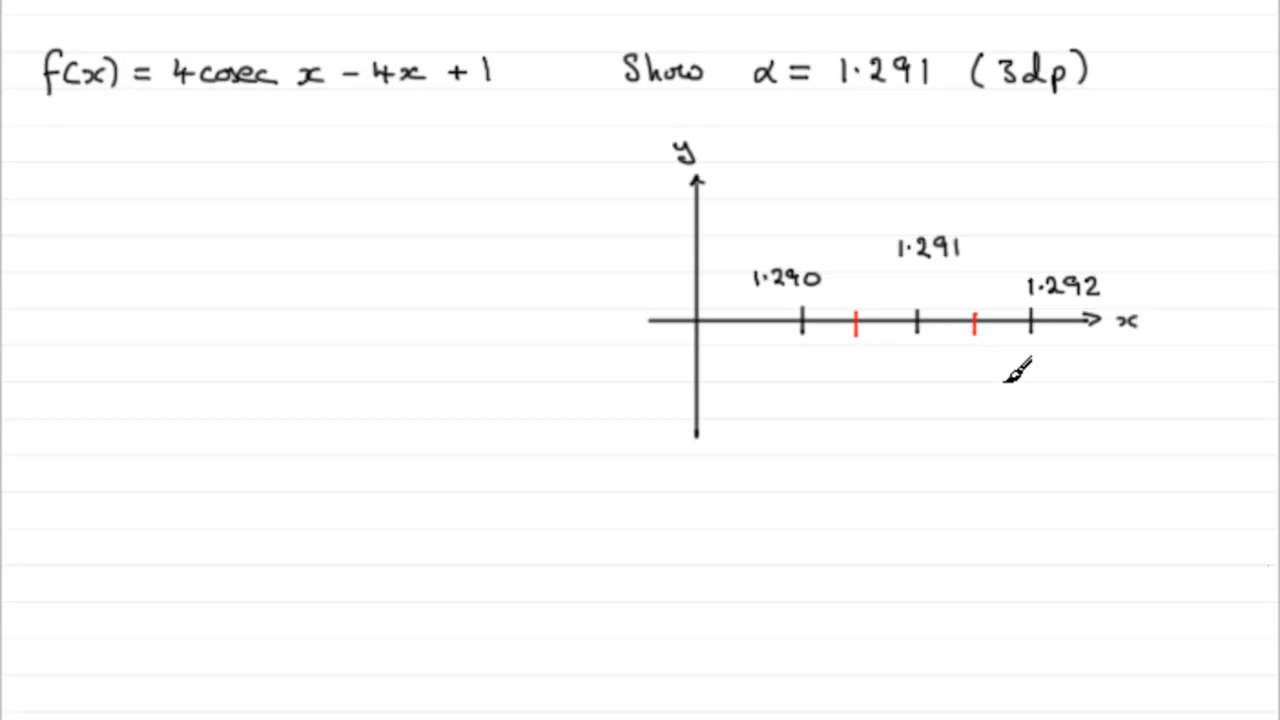 f(x) = 4cosec x - 4x + 1 Show α = 1.291 (3dp)
y
1.291
1.290
1.292
x